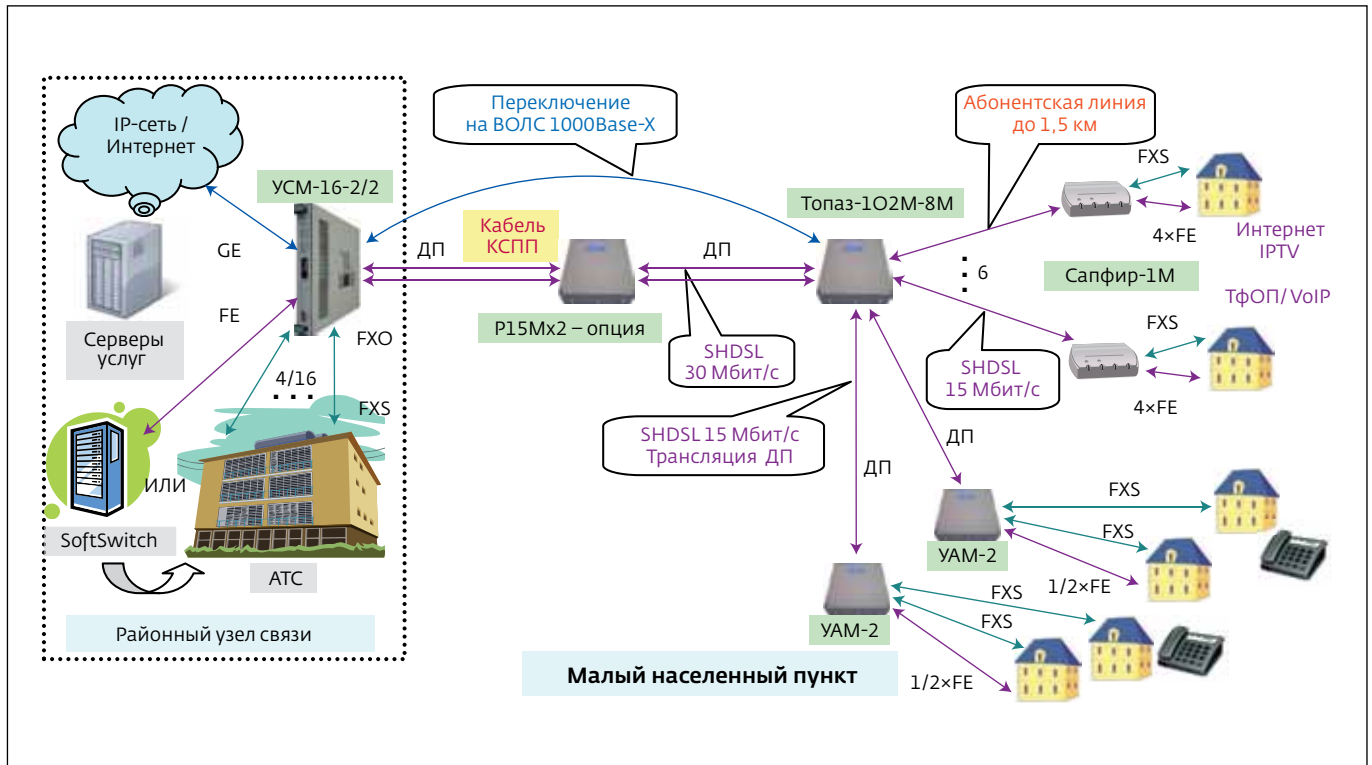 IP-сеть /
Интернет
УСМ-16-2/2
GE
FE
Серверы
услуг
FXO
4/16
FXS
ИЛИ
SoftSwitch
АТС
Районный узел связи
Переключение
на ВОЛС 1000Base-X
ДП
Кабель
КСПП
ДП
Р15Мх2 – опция
SHDSL
30 Мбит/с
Топаз-1О2М-8М
Абонентская линия
до 1,5 км
FXS
4×FE
Интернет
IPTV
6
Сапфир-1М
ТфОП/ VoIP
FXS
4×FE
SHDSL
15 Мбит/с
SHDSL 15 Мбит/с
Трансляция ДП
ДП
ДП
УАМ-2
FXS
FXS
1/2×FE
УАМ-2
FXS
FXS
1/2×FE
Малый населенный пункт